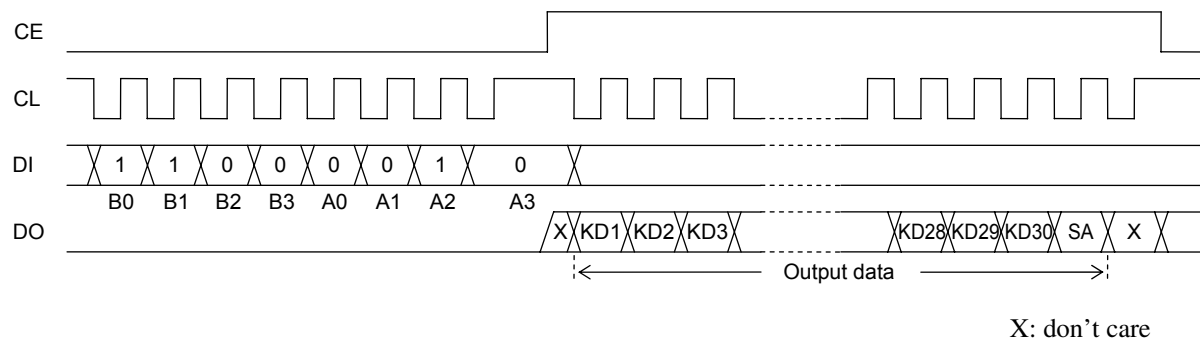 CE
CL
DI 1 1 0 0 0 0 1 0
B0 B1 B2 B3 A0 A1 A2 A3
DO X KD1 KD2 KD3 KD28 KD29 KD30 SA X
Output data
X: don't care